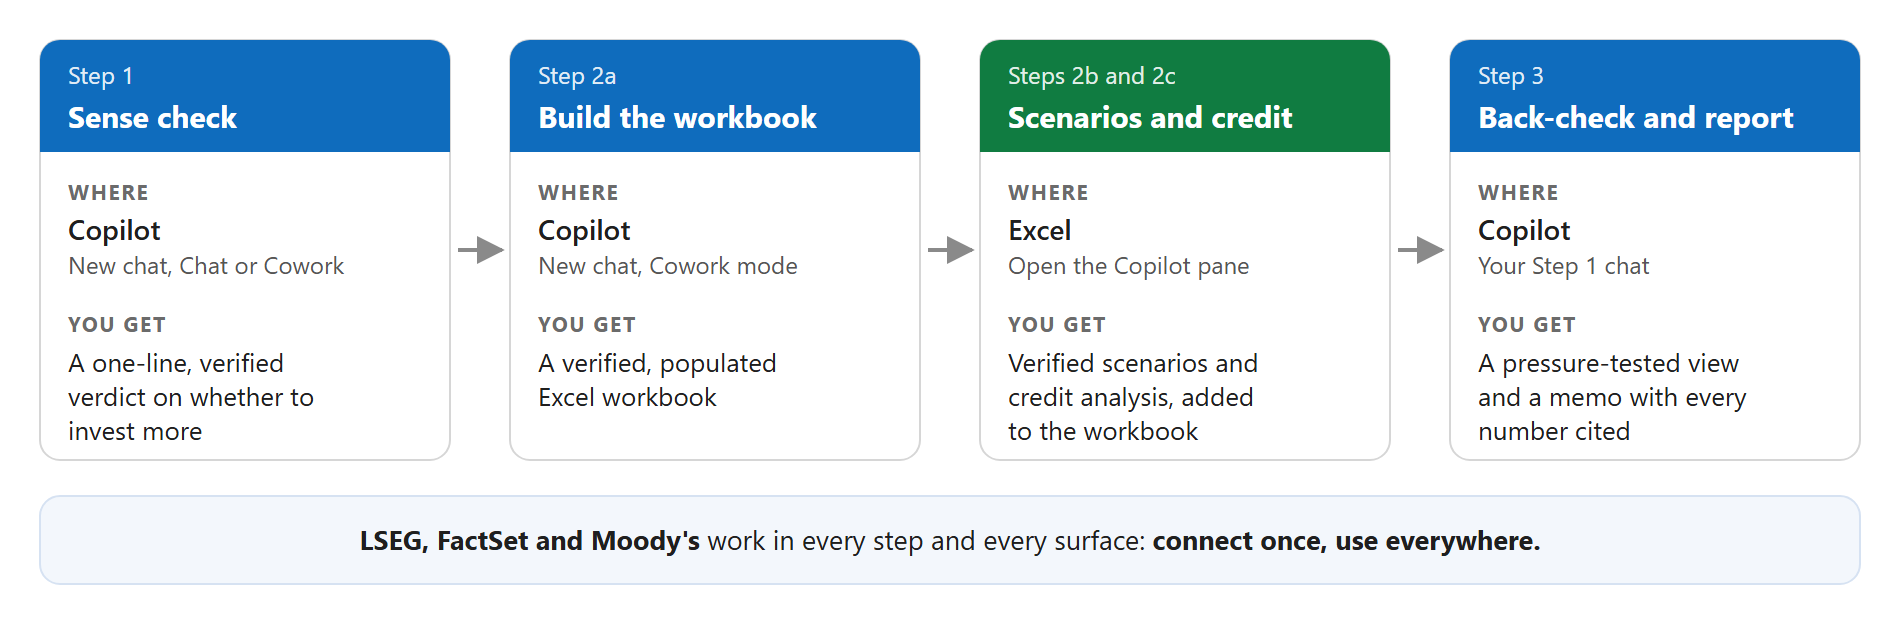 Step 1
Sense check
WHERE
Copilot
New chat, Chat or Cowork
YOU GET
A one-line, verified
verdict on whether to
invest more
Step 2a
Build the workbook
WHERE
Copilot
New chat, Cowork mode
YOU GET
A verified, populated
Excel workbook
Steps 2b and 2c
Scenarios and credit
WHERE
Excel
Open the Copilot pane
YOU GET
Verified scenarios and
credit analysis, added
to the workbook
Step 3
Back-check and report
WHERE
Copilot
Your Step 1 chat
YOU GET
A pressure-tested view
and a memo with every
number cited
LSEG, FactSet and Moody's work in every step and every surface: connect once, use everywhere.